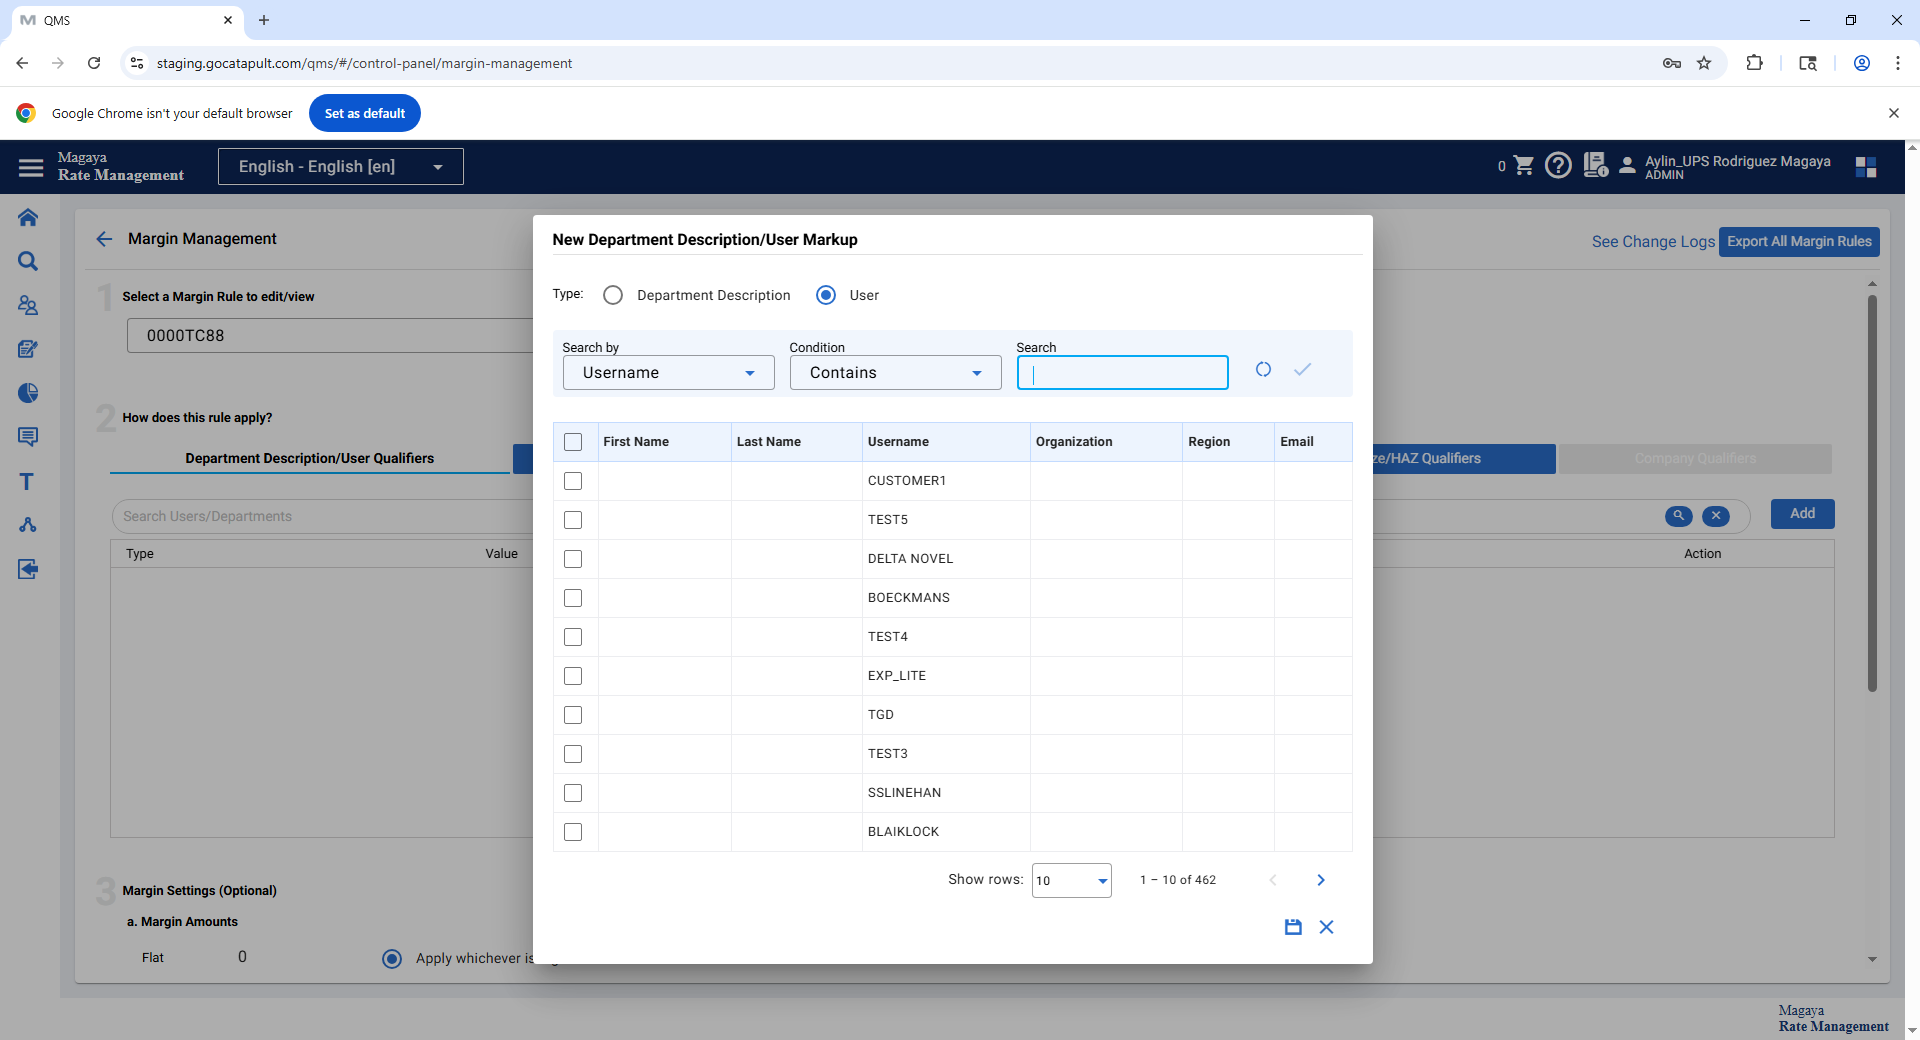 QMS
staging.gocatapult.com/qms/#/control-panel/margin-management
Google Chrome isn't your default browser
Set as default
Magaya
Rate Management
English - English [en]
0
Aylin_UPS Rodriguez Magaya
ADMIN
Margin Management
See Change Logs
Export All Margin Rules
1
Select a Margin Rule to edit/view
0000TC88
2
How does this rule apply?
Department Description/User Qualifiers
ze/HAZ Qualifiers
Company Qualifiers
Search Users/Departments
Add
Type
Value
Action
3
Margin Settings (Optional)
a. Margin Amounts
Flat
0
Apply whichever is
New Department Description/User Markup
Type:
Department Description
User
Search by
Condition
Search
Username
Contains
First Name
Last Name
Username
Organization
Region
Email
CUSTOMER1
TEST5
DELTA NOVEL
BOECKMANS
TEST4
EXP_LITE
TGD
TEST3
SSLINEHAN
BLAIKLOCK
Show rows:
10
1 – 10 of 462
Magaya
Rate Management